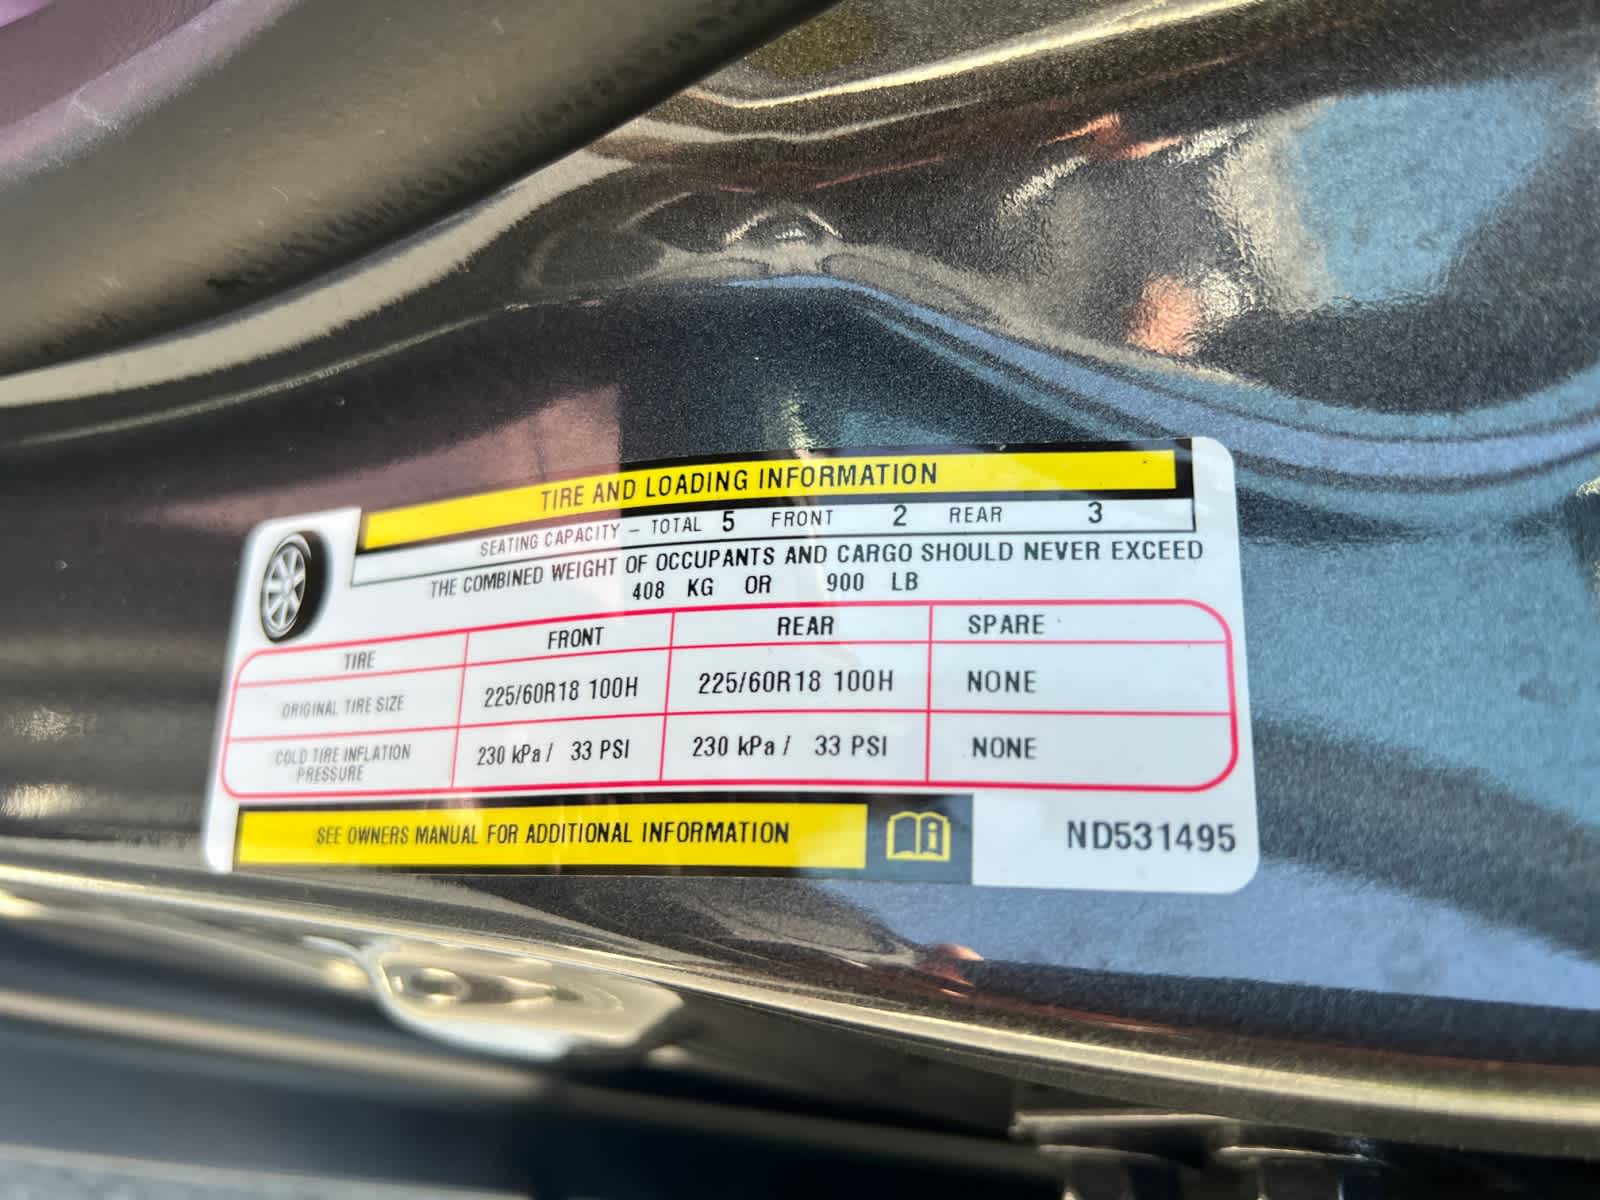 TIRE AND LOADING INFORMATION
SEATING CAPACITY – TOTAL 5 FRONT 2 REAR 3
THE COMBINED WEIGHT OF OCCUPANTS AND CARGO SHOULD NEVER EXCEED
408 KG OR 900 LB
TIRE FRONT REAR SPARE
ORIGINAL TIRE SIZE 225/60R18 100H 225/60R18 100H NONE
COLD TIRE INFLATION
PRESSURE 230 kPa / 33 PSI 230 kPa / 33 PSI NONE
SEE OWNERS MANUAL FOR ADDITIONAL INFORMATION
ND531495